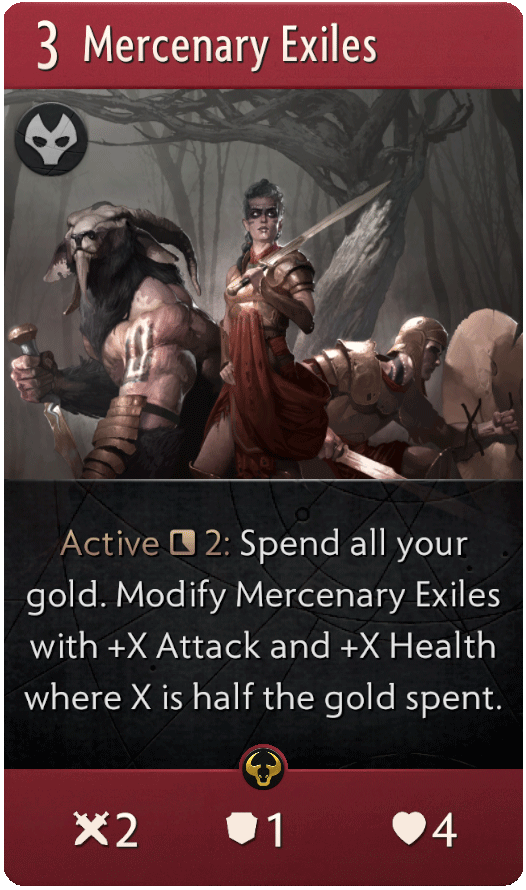 3 Mercenary Exiles
Active 2: Spend all your
gold. Modify Mercenary Exiles
with +X Attack and +X Health
where X is half the gold spent.
2 1 4